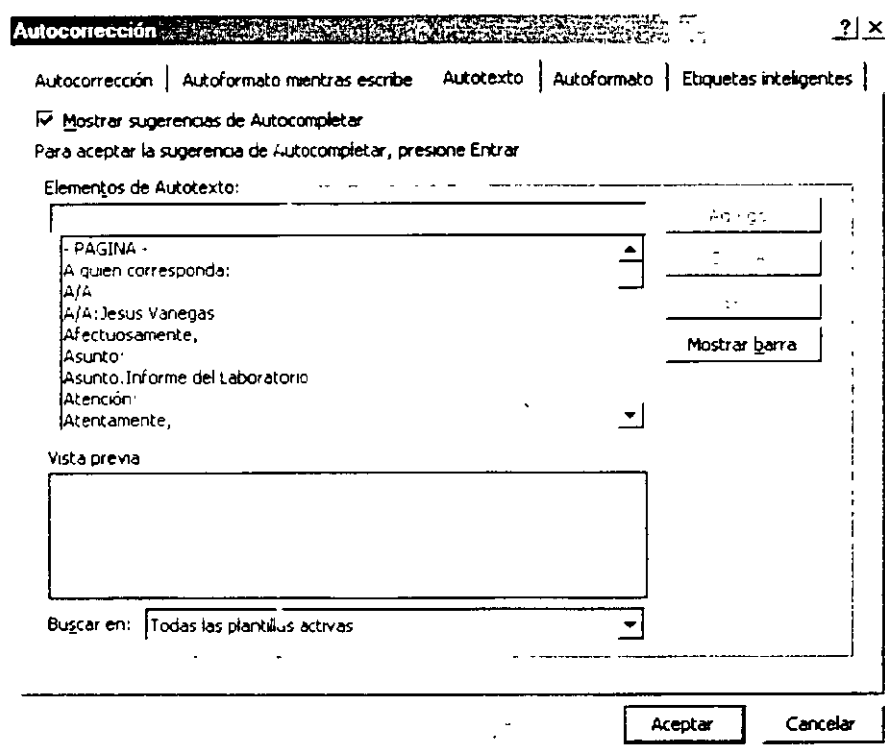 Autocorrección ? ×
Autocorrección Autoformato mientras escribe Autotexto Autoformato Etiquetas inteligentes
Mostrar sugerencias de Autocompletar
Para aceptar la sugerencia de Autocompletar, presione Entrar
Elementos de Autotexto:
- PÁGINA -
A quien corresponda:
A/A
A/A:Jesus Vanegas
Afectuosamente,
Asunto:
Asunto.Informe del Laboratorio
Atención:
Atentamente,
Mostrar barra
Vista previa
Buscar en: Todas las plantillas activas
Aceptar Cancelar